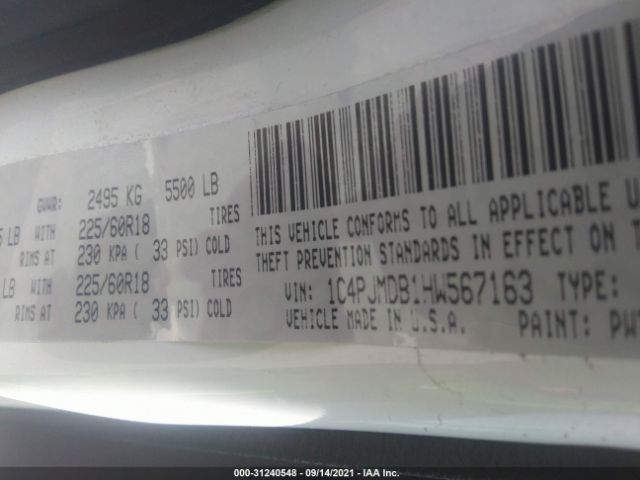 GVWR: 2495 KG 5500 LB
LB WITH 225/60R18 TIRES
RIMS AT 230 KPA ( 33 PSI) COLD
LB WITH 225/60R18 TIRES
RIMS AT 230 KPA ( 33 PSI) COLD
THIS VEHICLE CONFORMS TO ALL APPLICABLE
THEFT PREVENTION STANDARDS IN EFFECT ON
VIN: 1C4PJMDB1HW567163 TYPE:
VEHICLE MADE IN U.S.A. PAINT: PW7
000-31240548 - 09/14/2021 - IAA Inc.